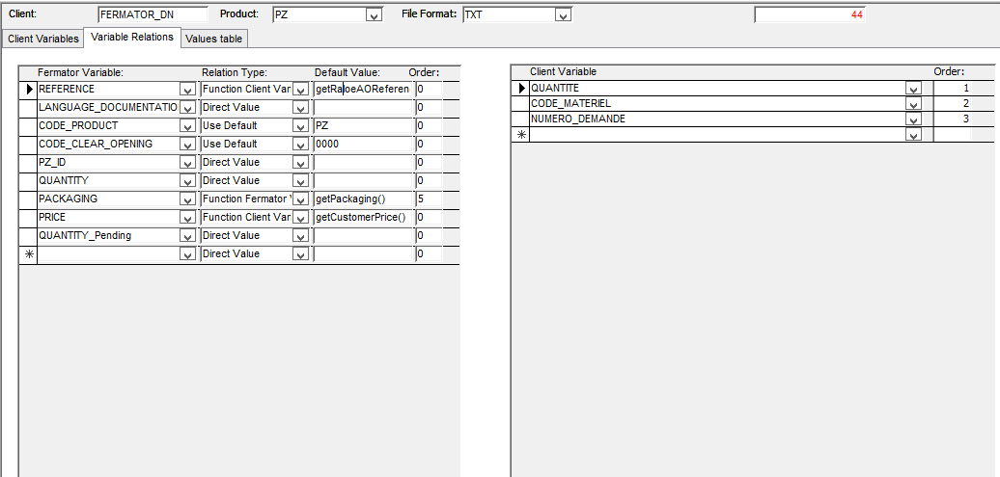 Client: FERMATOR_DN Product: PZ File Format: TXT 44
Client Variables Variable Relations Values table
Fermator Variable: Relation Type: Default Value: Order:
REFERENCE Function Client Var getRaloeAOReferen 0
LANGUAGE_DOCUMENTATIO Direct Value 0
CODE_PRODUCT Use Default PZ 0
CODE_CLEAR_OPENING Use Default 0000 0
PZ_ID Direct Value 0
QUANTITY Direct Value 0
PACKAGING Function Fermator V getPackaging() 5
PRICE Function Client Var getCustomerPrice() 0
QUANTITY_Pending Direct Value 0
Direct Value 0
Client Variable Order:
QUANTITE 1
CODE_MATERIEL 2
NUMERO_DEMANDE 3